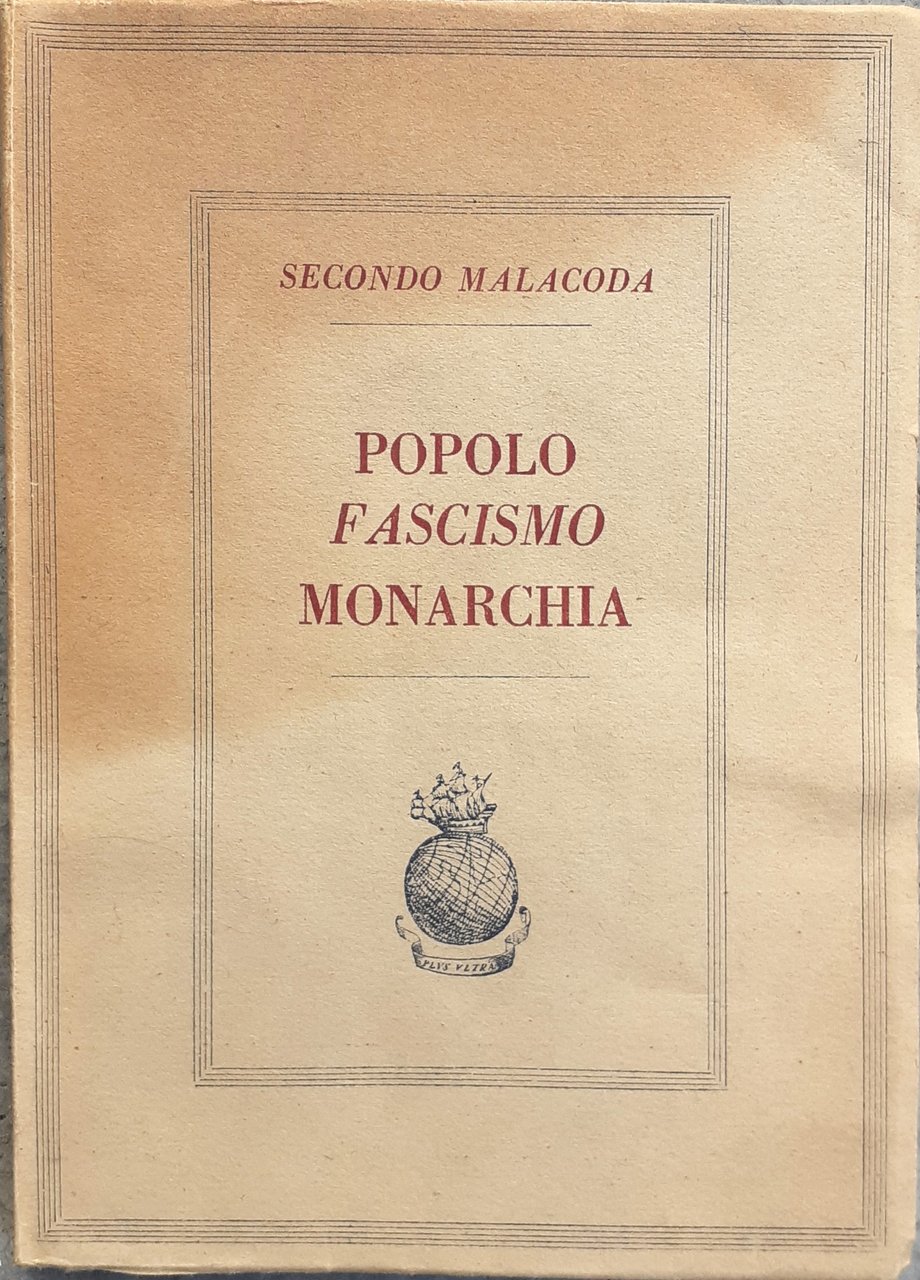 SECONDO MALACODA
POPOLO
FASCISMO
MONARCHIA
PLVS VLTRA